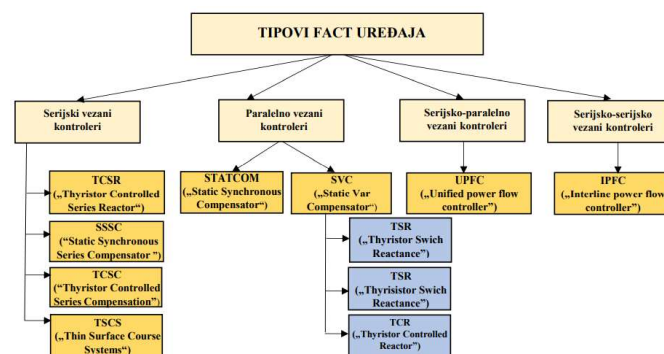 TIPOVI FACT UREĐAJA
Serijski vezani
kontroleri
Paralelno vezani
kontroleri
Serijsko-paralelno
vezani kontroleri
Serijsko-serijsko
vezani kontroleri
TCSR
(„Thyristor Controlled
Series Reactor“)
SSSC
(“Static Synchronous
Series Compensator ”)
TCSC
(“Thyristor Controlled
Series Compensation”)
TSCS
(„Thin Surface Course
Systems“)
STATCOM
(„Static Synchronous
Compensator“)
SVC
(„Static Var
Compensator“)
TSR
(„Thyristor Swich
Reactance”)
TSR
(„Thyrisistor Swich
Reactance”)
TCR
(„Thyristor Controlled
Reactor”)
UPFC
(„Unified power flow
controller”)
IPFC
(„Interline power flow
controller”)